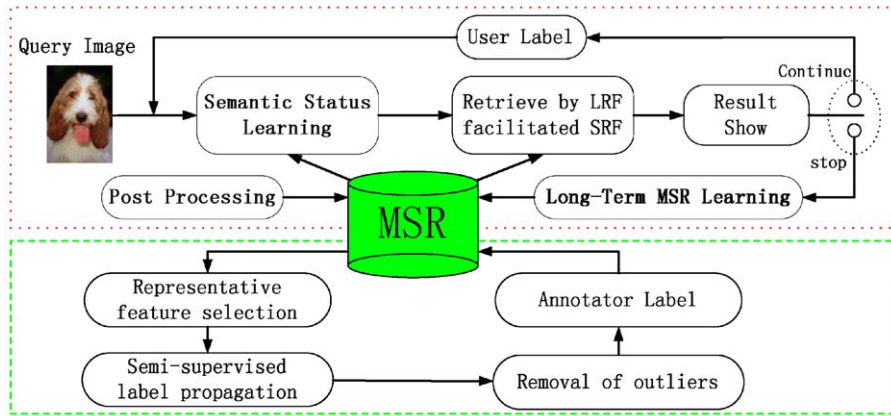 User Label
Query Image
Continuc
Semantic Status
Learning
Retrieve by LRF
facilitated SRF
Result
Show
stop
Post Processing
MSR
Long-Term MSR Learning
Representative
feature selection
Annotator Label
Semi-supervised
label propagation
Removal of outliers